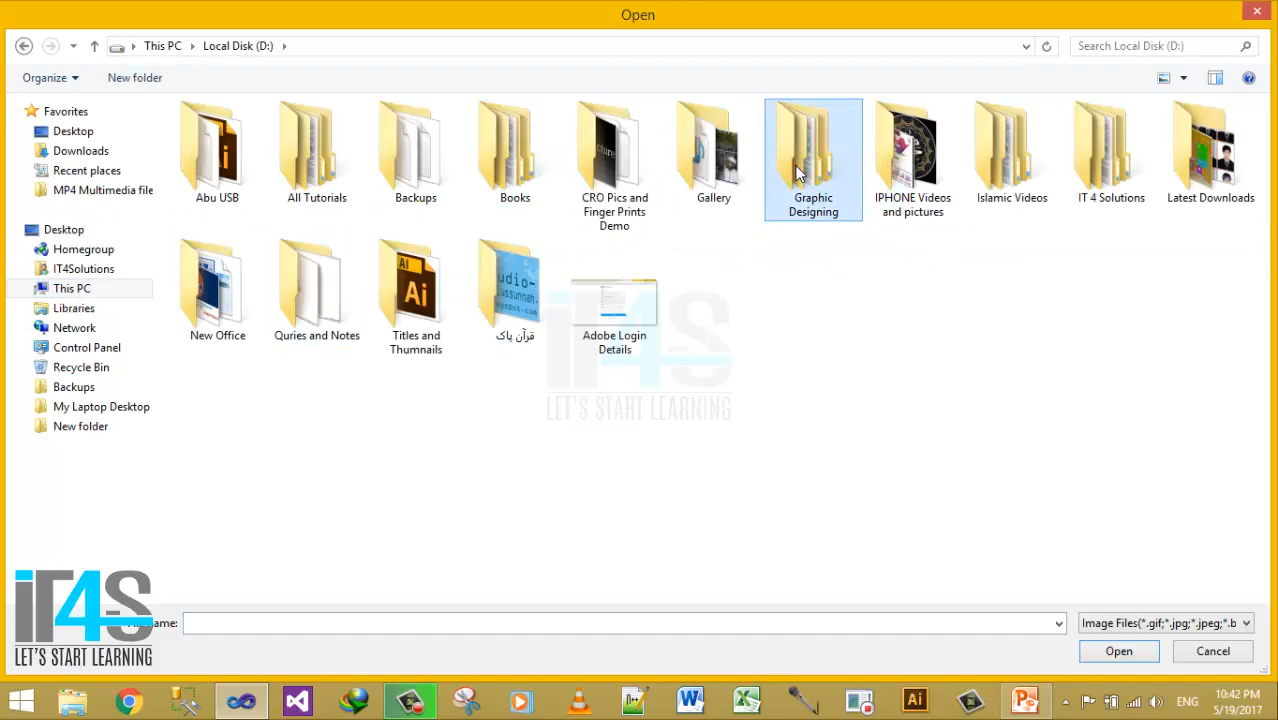 Open
This PC
Local Disk (D:)
Search Local Disk (D:)
Organize
New folder
Favorites
Desktop
Downloads
Recent places
MP4 Multimedia file
Desktop
Homegroup
IT4Solutions
This PC
Libraries
Network
Control Panel
Recycle Bin
Backups
My Laptop Desktop
New folder
Abu USB
All Tutorials
Backups
Books
CRO Pics and
Finger Prints
Demo
Gallery
Graphic
Designing
IPHONE Videos
and pictures
Islamic Videos
IT 4 Solutions
Latest Downloads
New Office
Quries and Notes
Titles and
Thumnails
قرآن پاک
Adobe Login
Details
iT4S
LET'S START LEARNING
iT4S
LET'S START LEARNING
name:
Image Files(*.gif;*.jpg;*.jpeg;*.b
Open
Cancel
ENG
10:42 PM
5/19/2017